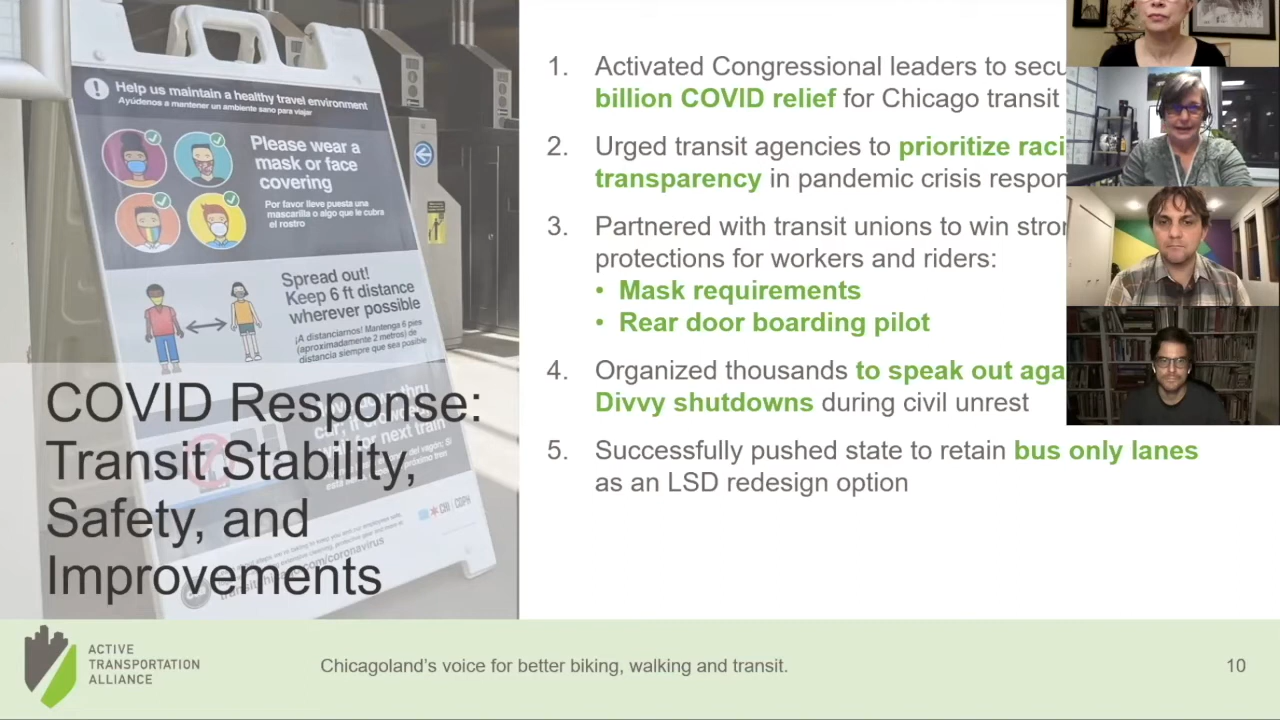 Help us maintain a healthy travel environment
Ayúdenos a mantener un ambiente sano para viajar
Please wear a
mask or face
covering
Por favor lleve puesta una
mascarilla o algo que le cubra
el rostro
Spread out!
Keep 6 ft distance
wherever possible
¡A distanciarnos! Mantenga 6 pies
(aproximadamente 2 metros) de
distancia siempre que sea posible
for next train
COVID Response:
Transit Stability,
Safety, and
Improvements
1. Activated Congressional leaders to secu
billion COVID relief for Chicago transit
2. Urged transit agencies to prioritize raci
transparency in pandemic crisis respon
3. Partnered with transit unions to win stron
protections for workers and riders:
• Mask requirements
• Rear door boarding pilot
4. Organized thousands to speak out aga
Divvy shutdowns during civil unrest
5. Successfully pushed state to retain bus only lanes
as an LSD redesign option
ACTIVE
TRANSPORTATION
ALLIANCE
Chicagoland's voice for better biking, walking and transit.
10